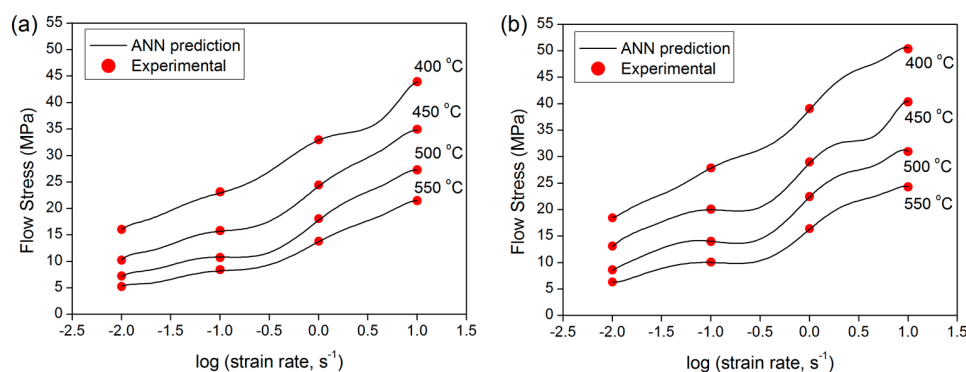 (a)
55
50
45
40
35
30
25
20
15
10
5
0
Flow Stress (MPa)
ANN prediction
Experimental
400 °C
450 °C
500 °C
550 °C
-2.5 -2.0 -1.5 -1.0 -0.5 0.0 0.5 1.0 1.5
log (strain rate, s⁻¹)
(b)
55
50
45
40
35
30
25
20
15
10
5
0
Flow Stress (MPa)
ANN prediction
Experimental
400 °C
450 °C
500 °C
550 °C
-2.5 -2.0 -1.5 -1.0 -0.5 0.0 0.5 1.0 1.5
log (strain rate, s⁻¹)